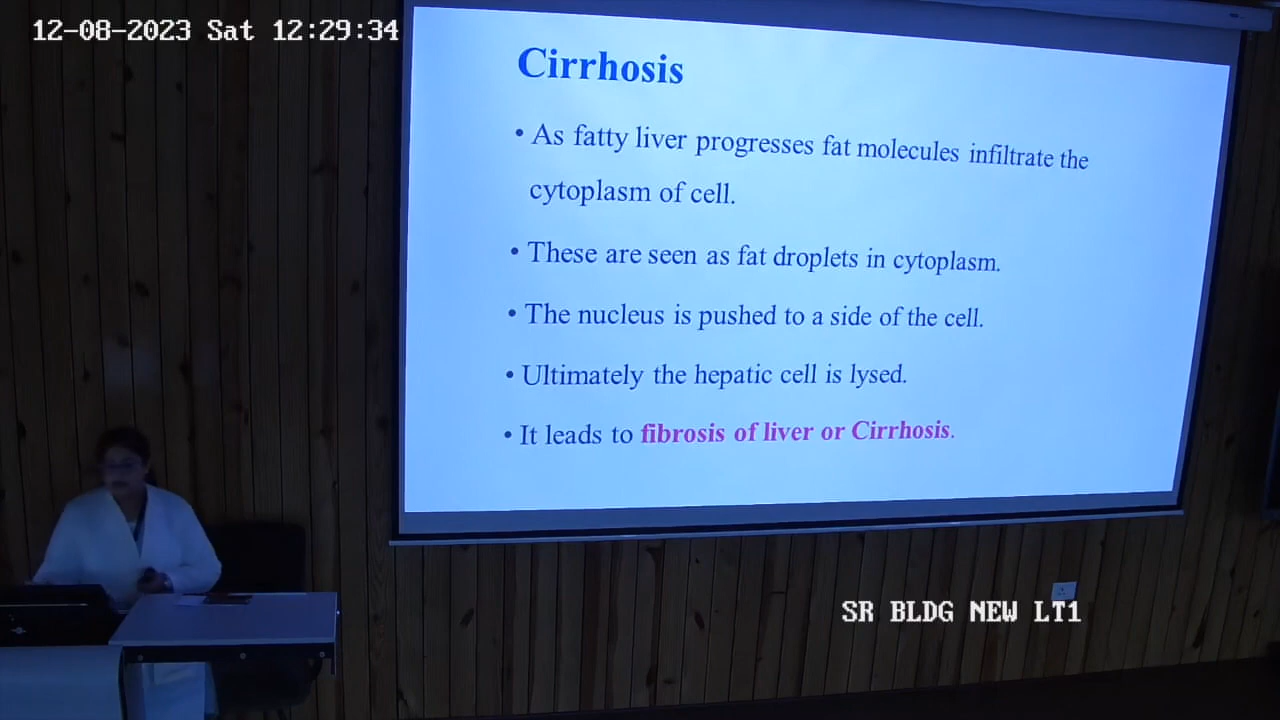 12-08-2023 Sat 12:29:34
Cirrhosis
• As fatty liver progresses fat molecules infiltrate the
cytoplasm of cell.
• These are seen as fat droplets in cytoplasm.
• The nucleus is pushed to a side of the cell.
• Ultimately the hepatic cell is lysed.
• It leads to fibrosis of liver or Cirrhosis.
SR BLDG NEW LT1